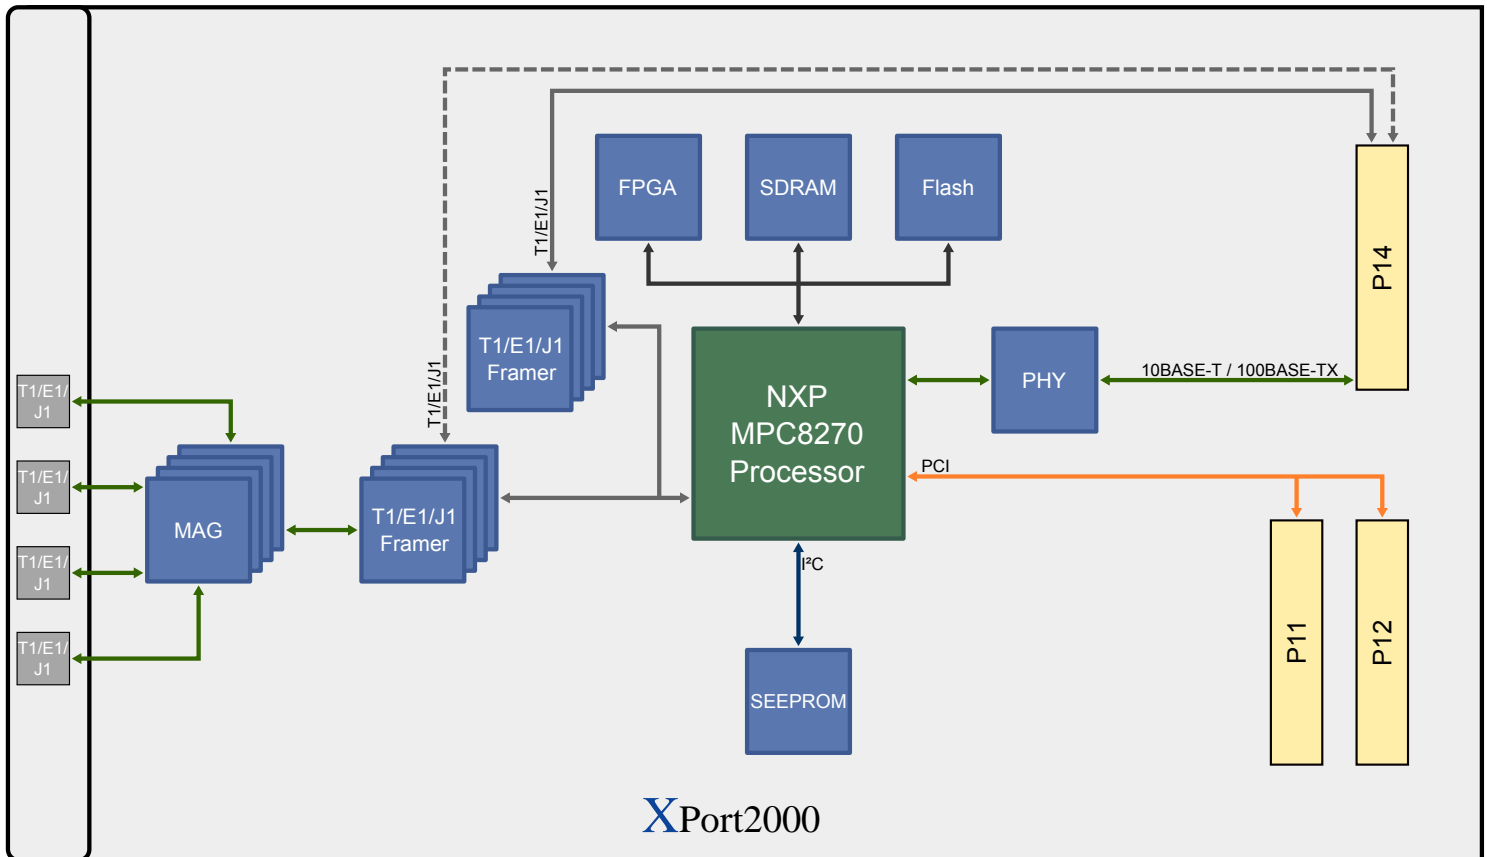 T1/E1/J1
FPGA
SDRAM
Flash
P14
T1/E1/J1
T1/E1/J1
Framer
NXP
MPC8270
Processor
PHY
10BASE-T / 100BASE-TX
T1/E1/
J1
T1/E1/
J1
T1/E1/
J1
T1/E1/
J1
MAG
T1/E1/J1
Framer
PCI
I²C
P11
P12
SEEPROM
XPort2000